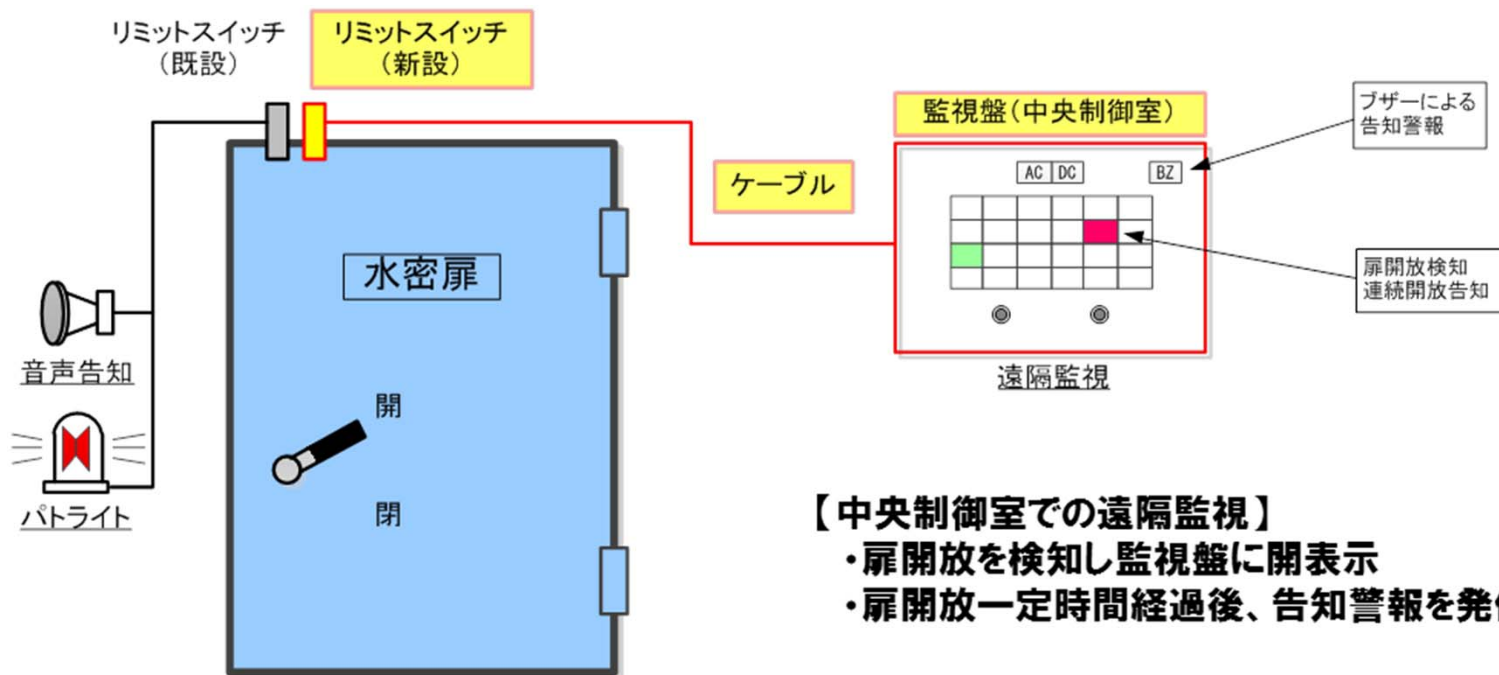 リミットスイッチ
（既設）
リミットスイッチ
（新設）
監視盤（中央制御室）
ブザーによる
告知警報
AC DC
BZ
ケーブル
水密扉
扉開放検知
連続開放告知
音声告知
遠隔監視
開
閉
パトライト
【中央制御室での遠隔監視】
・扉開放を検知し監視盤に開表示
・扉開放一定時間経過後、告知警報を発